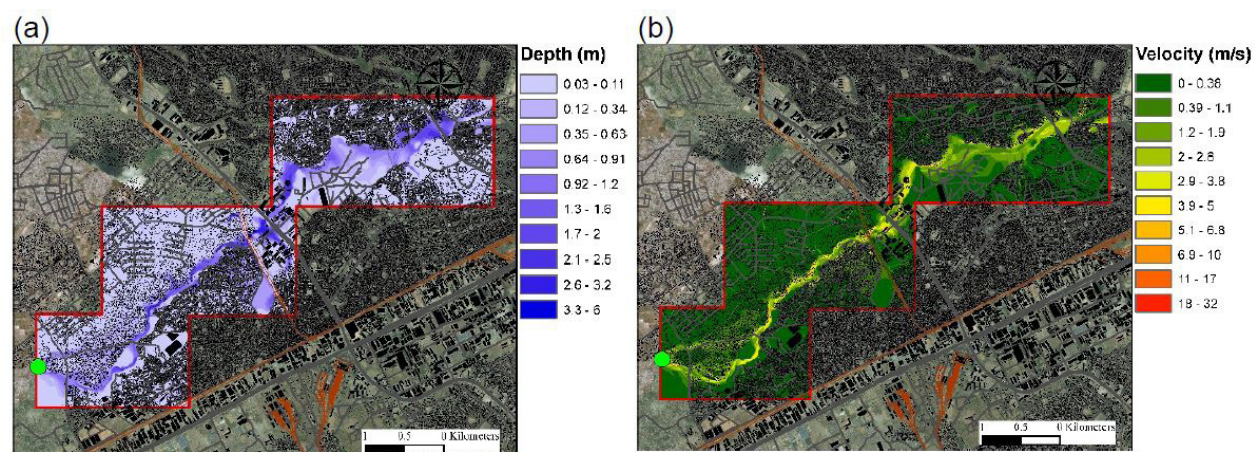 (a)
Depth (m)
0.03 - 0.11
0.12 - 0.34
0.35 - 0.63
0.64 - 0.91
0.92 - 1.2
1.3 - 1.6
1.7 - 2
2.1 - 2.5
2.6 - 3.2
3.3 - 6
1 0.5 0 Kilometers
(b)
Velocity (m/s)
0 - 0.38
0.39 - 1.1
1.2 - 1.9
2 - 2.8
2.9 - 3.8
3.9 - 5
5.1 - 6.8
6.9 - 10
11 - 17
18 - 32
1 0.5 0 Kilometers